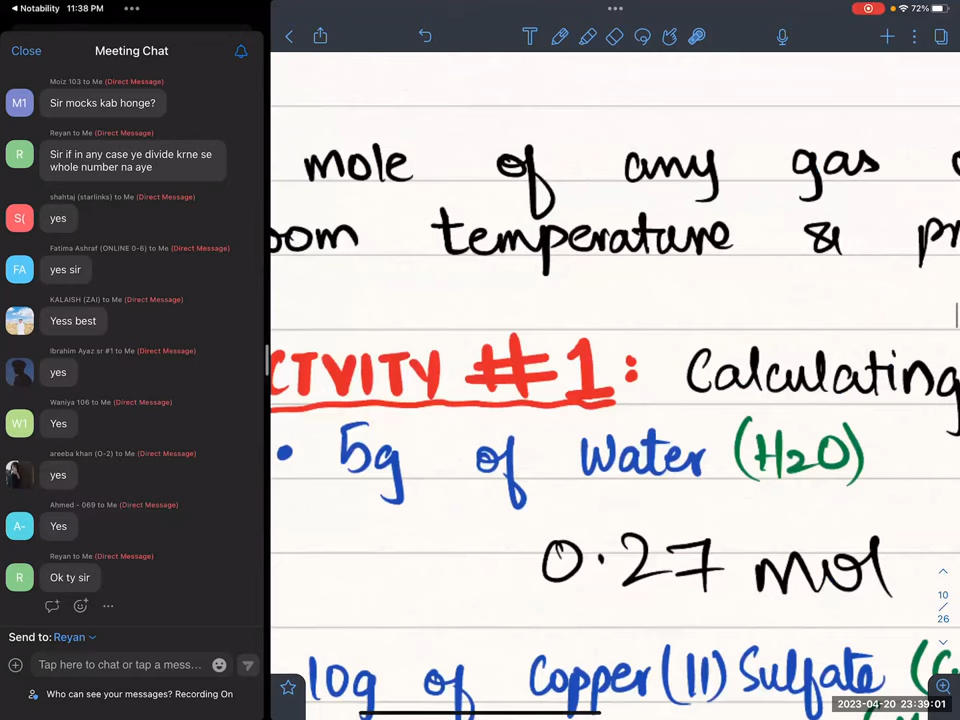 Notability 11:38 PM
72%
Close
Meeting Chat
Moiz 103 to Me (Direct Message)
M1
Sir mocks kab honge?
Reyan to Me (Direct Message)
R
Sir if in any case ye divide krne se
whole number na aye
shahtaj (starlinks) to Me (Direct Message)
S(
yes
Fatima Ashraf (ONLINE 0-6) to Me (Direct Message)
FA
yes sir
KALAISH (ZAI) to Me (Direct Message)
Yess best
Ibrahim Ayaz sr #1 to Me (Direct Message)
yes
Waniya 106 to Me (Direct Message)
W1
Yes
areeba khan (O-2) to Me (Direct Message)
yes
Ahmed - 069 to Me (Direct Message)
A-
Yes
Reyan to Me (Direct Message)
R
Ok ty sir
Send to: Reyan
Tap here to chat or tap a mess...
Who can see your messages? Recording On
mole of any gas
oom temperature & pr
CTVITY #1: Calculating
• 5g of Water (H2O)
0.27 mol
10g of Copper (II) Sulfate (
10
/
26
2023-04-20 23:39:01